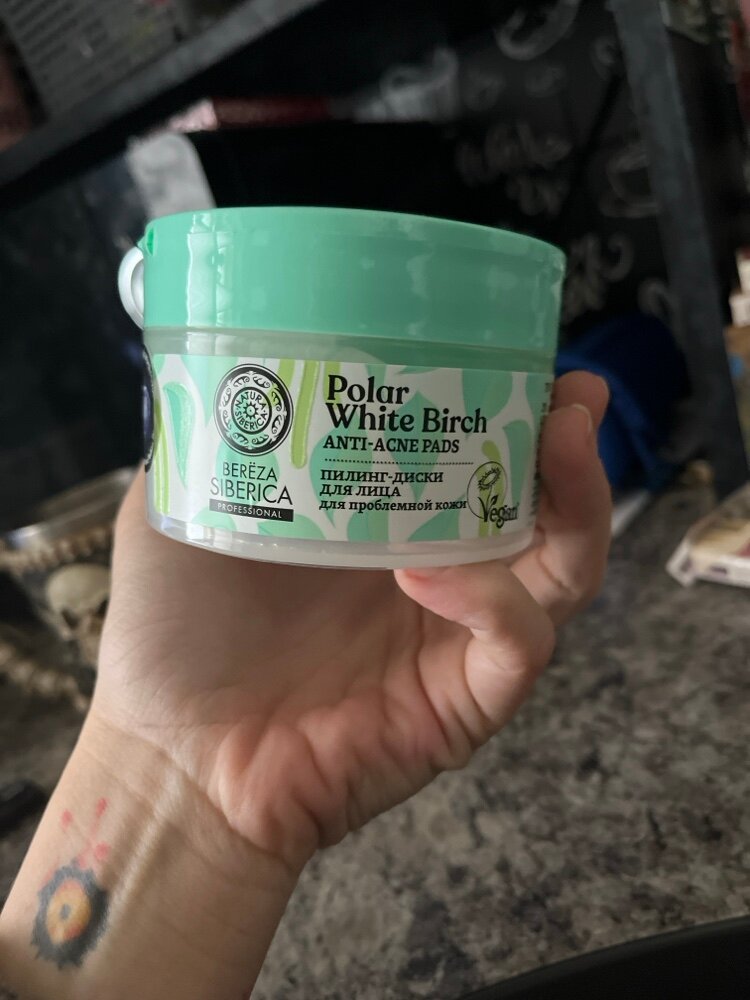 NATURA SIBERICA
BERËZA
SIBERICA
PROFESSIONAL
Polar
White Birch
ANTI-ACNE PADS
ПИЛИНГ-ДИСКИ
ДЛЯ ЛИЦА
для проблемной кожи
Vegan